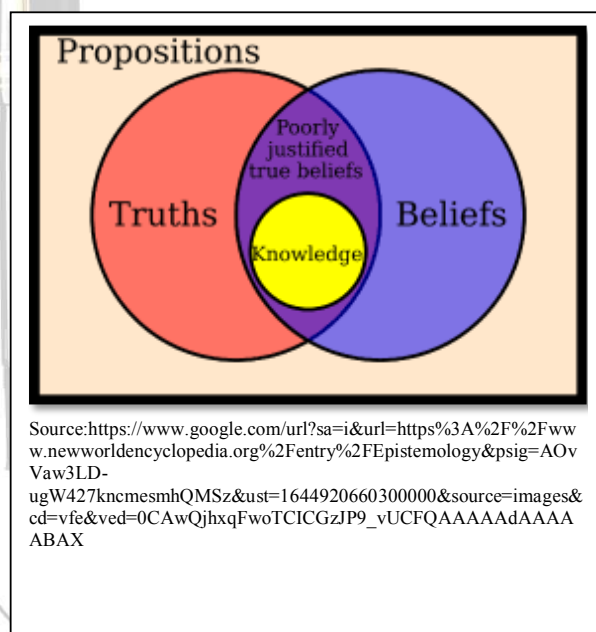 Propositions
Poorly
justified
true beliefs
Truths
Beliefs
Knowledge
Source:https://www.google.com/url?sa=i&url=https%3A%2F%2Fww
w.newworldencyclopedia.org%2Fentry%2FEpistemology&psig=AOv
Vaw3LD-
ugW427kncmesmhQMSz&ust=1644920660300000&source=images&
cd=vfe&ved=0CAwQjhxqFwoTCICGzJP9_vUCFQAAAAAdAAAA
ABAX